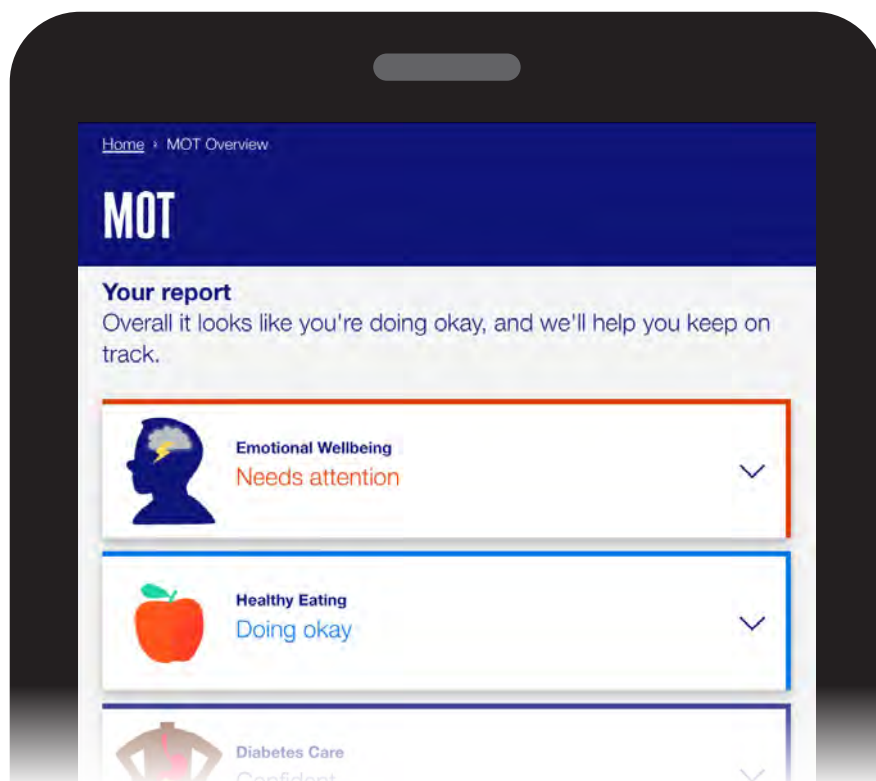 Home › MOT Overview
MOT
Your report
Overall it looks like you're doing okay, and we'll help you keep on
track.
Emotional Wellbeing
Needs attention
Healthy Eating
Doing okay
Diabetes Care
Confident